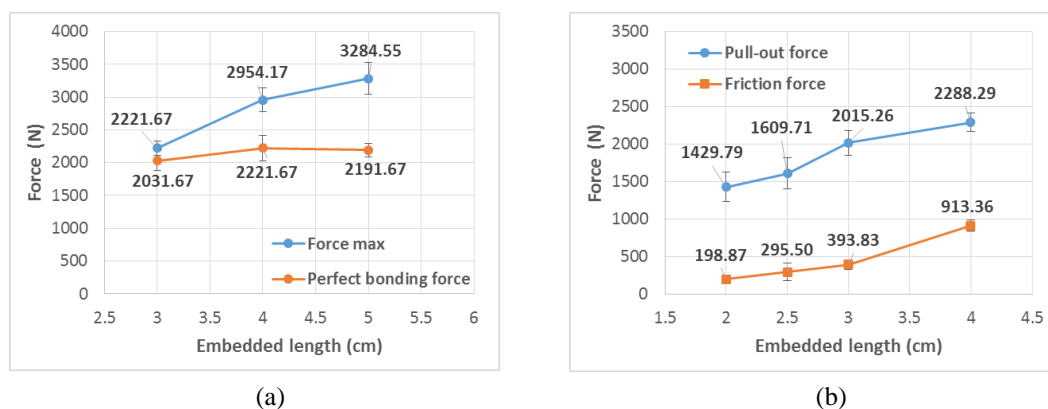 4000
3500
3000
2500
2000
1500
1000
500
0
Force (N)
3284.55
2954.17
2221.67
2031.67
2221.67
2191.67
Force max
Perfect bonding force
2.5 3 3.5 4 4.5 5 5.5 6
Embedded length (cm)
(a)
3500
3000
2500
2000
1500
1000
500
0
Force (N)
Pull-out force
Friction force
2288.29
2015.26
1609.71
1429.79
913.36
393.83
295.50
198.87
1.5 2 2.5 3 3.5 4 4.5
Embedded length (cm)
(b)